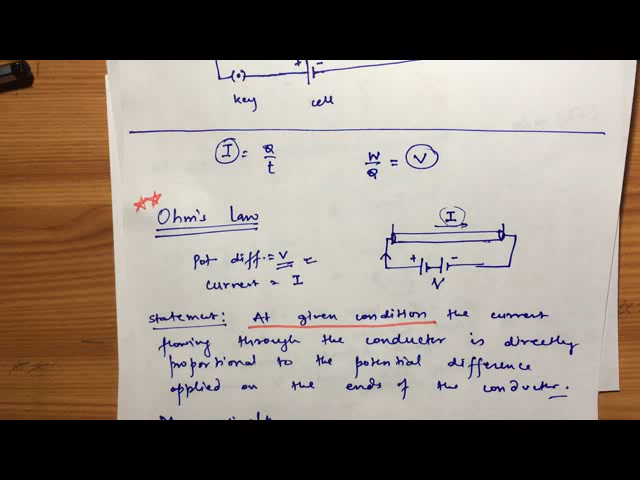 + -
key cell
I = Q/t W/Q = V
Ohm's Law
I
Pot diff. = V
current = I
+ -
V
Statement: At given condition the current
flowing through the conductor is directly
proportional to the potential difference
applied on the ends of the conductor.